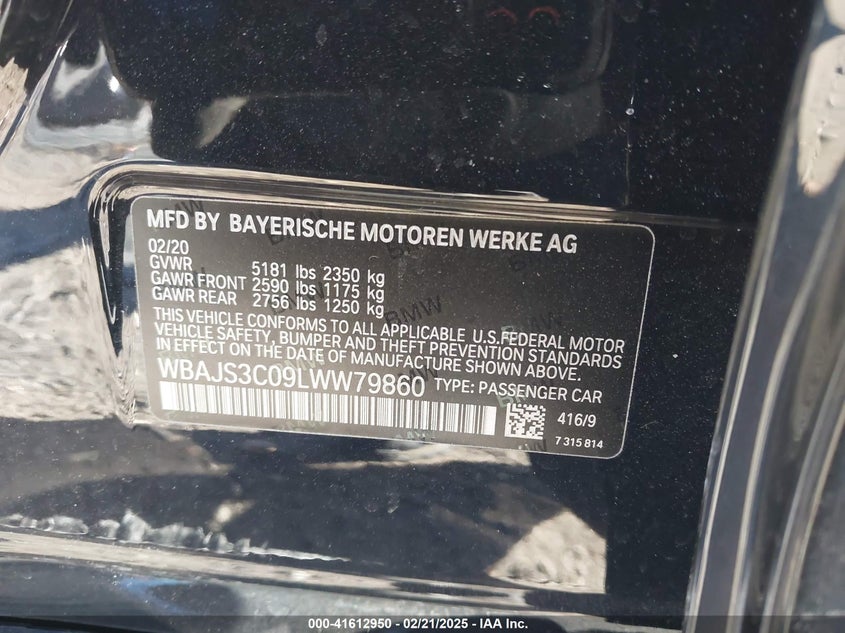 MFD BY BAYERISCHE MOTOREN WERKE AG
02/20
GVWR 5181 lbs 2350 kg
GAWR FRONT 2590 lbs 1175 kg
GAWR REAR 2756 lbs 1250 kg
THIS VEHICLE CONFORMS TO ALL APPLICABLE U.S.FEDERAL MOTOR
VEHICLE SAFETY, BUMPER AND THEFT PREVENTION STANDARDS
IN EFFECT ON THE DATE OF MANUFACTURE SHOWN ABOVE.
WBAJS3C09LWW79860 TYPE: PASSENGER CAR
416/9
7 315 814
000-41612950 - 02/21/2025 - IAA Inc.